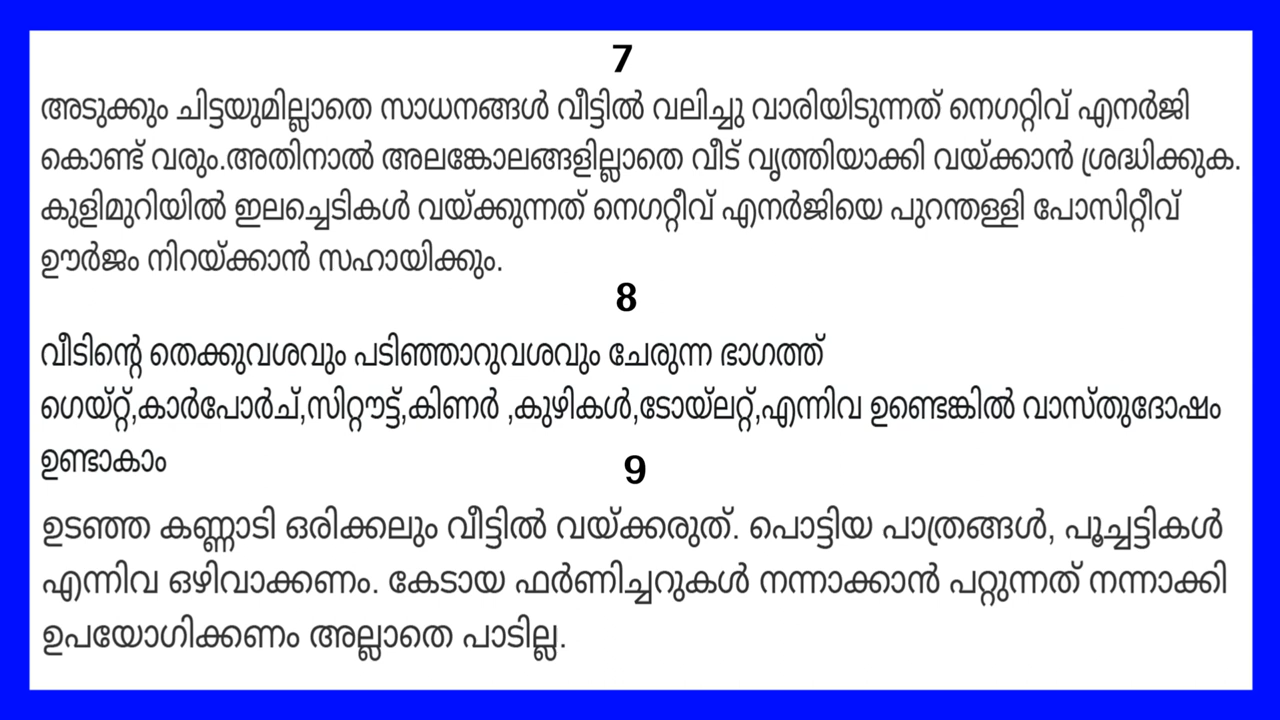 7
അടുക്കും ചിട്ടയുമില്ലാതെ സാധനങ്ങൾ വീട്ടിൽ വലിച്ചു വാരിയിടുന്നത് നെഗറ്റിവ് എനർജി
കൊണ്ട് വരും.അതിനാൽ അലങ്കോലങ്ങളില്ലാതെ വീട് വൃത്തിയാക്കി വയ്ക്കാൻ ശ്രദ്ധിക്കുക.
കുളിമുറിയിൽ ഇലച്ചെടികൾ വയ്ക്കുന്നത് നെഗറ്റീവ് എനർജിയെ പുറന്തള്ളി പോസിറ്റീവ്
ഊർജം നിറയ്ക്കാൻ സഹായിക്കും.
8
വീടിന്റെ തെക്കുവശവും പടിഞ്ഞാറുവശവും ചേരുന്ന ഭാഗത്ത്
ഗെയ്റ്റ്,കാർപോർച്,സിറ്റൗട്ട്,കിണർ ,കുഴികൾ,ടോയ്ലറ്റ്,എന്നിവ ഉണ്ടെങ്കിൽ വാസ്തുദോഷം
ഉണ്ടാകാം
9
ഉടഞ്ഞ കണ്ണാടി ഒരിക്കലും വീട്ടിൽ വയ്ക്കരുത്. പൊട്ടിയ പാത്രങ്ങൾ, പൂച്ചട്ടികൾ
എന്നിവ ഒഴിവാക്കണം. കേടായ ഫർണിച്ചറുകൾ നന്നാക്കാൻ പറ്റുന്നത് നന്നാക്കി
ഉപയോഗിക്കണം അല്ലാതെ പാടില്ല.